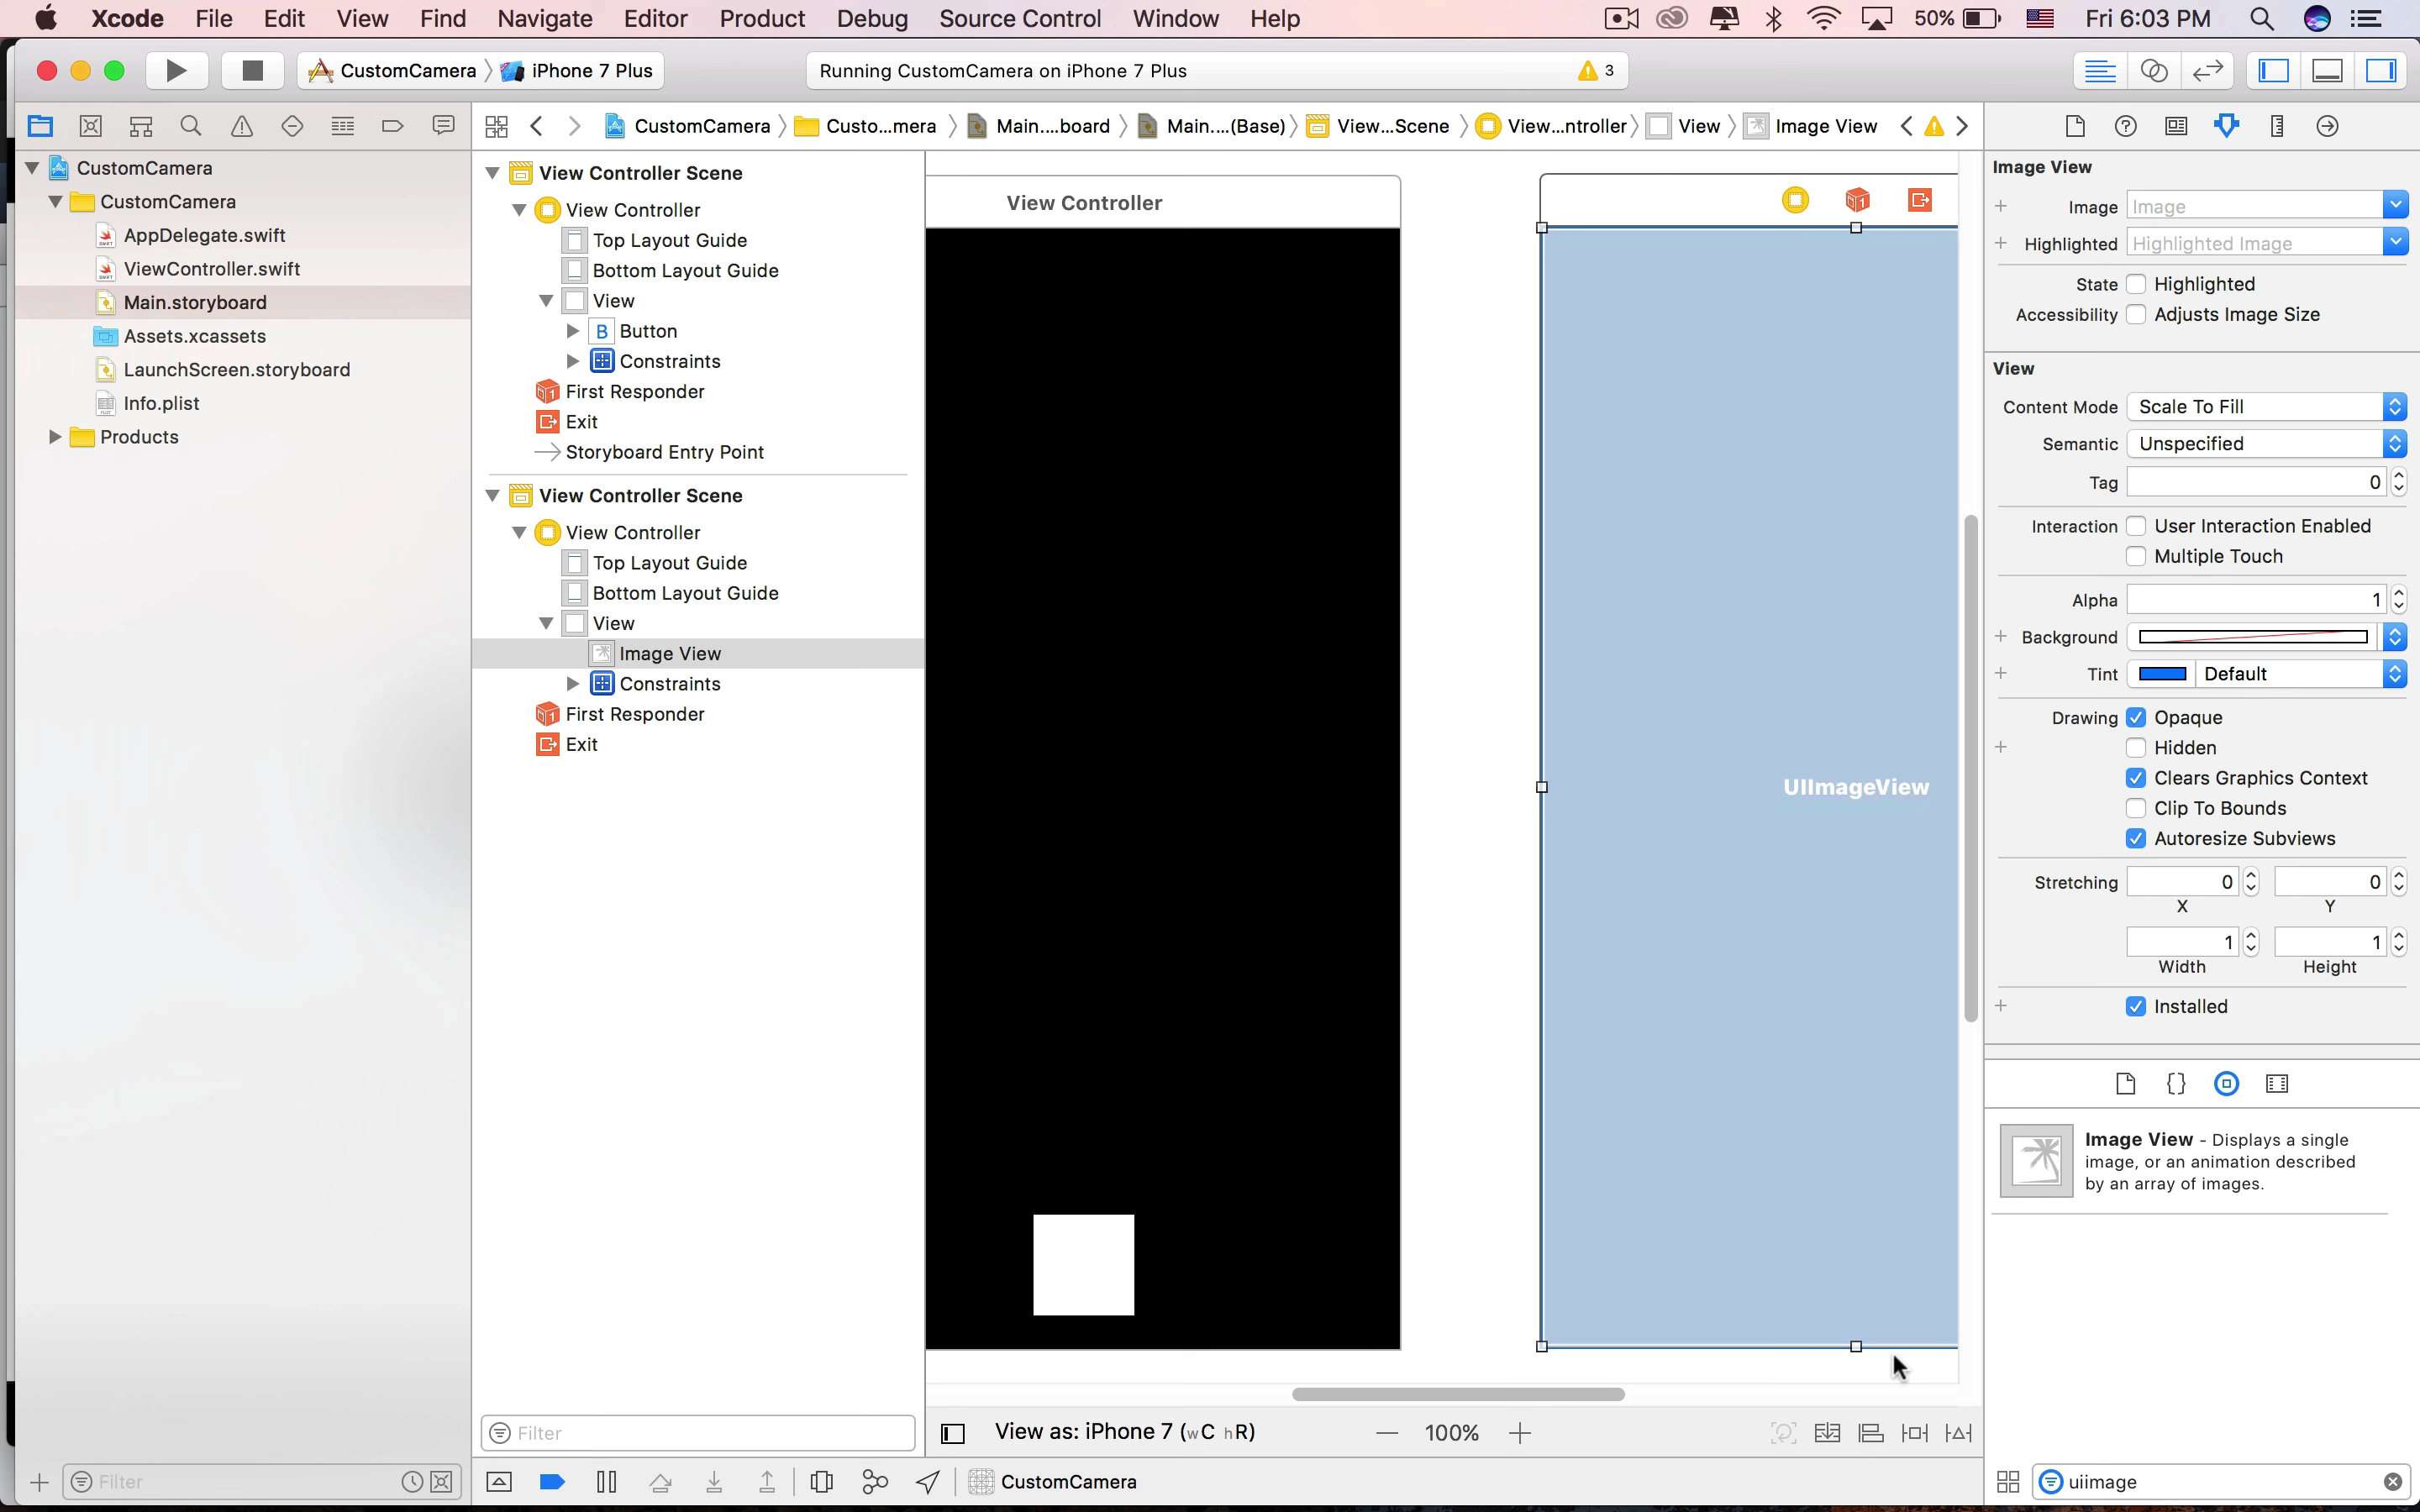 Xcode File Edit View Find Navigate Editor Product Debug Source Control Window Help 50% Fri 6:03 PM
CustomCamera iPhone 7 Plus Running CustomCamera on iPhone 7 Plus 3
CustomCamera Custo...mera Main....board Main....(Base) View...Scene View...ntroller View Image View
CustomCamera
CustomCamera
AppDelegate.swift
ViewController.swift
Main.storyboard
Assets.xcassets
LaunchScreen.storyboard
Info.plist
Products
Filter
View Controller Scene
View Controller
Top Layout Guide
Bottom Layout Guide
View
B Button
Constraints
First Responder
Exit
Storyboard Entry Point
View Controller Scene
View Controller
Top Layout Guide
Bottom Layout Guide
View
Image View
Constraints
First Responder
Exit
Filter
View Controller
UIImageView
View as: iPhone 7 (wC hR) 100%
CustomCamera
Image View
Image Image
Highlighted Highlighted Image
State Highlighted
Accessibility Adjusts Image Size
View
Content Mode Scale To Fill
Semantic Unspecified
Tag 0
Interaction User Interaction Enabled
Multiple Touch
Alpha 1
Background
Tint Default
Drawing Opaque
Hidden
Clears Graphics Context
Clip To Bounds
Autoresize Subviews
Stretching 0 0
X Y
1 1
Width Height
Installed
{}
Image View - Displays a single
image, or an animation described
by an array of images.
uiimage